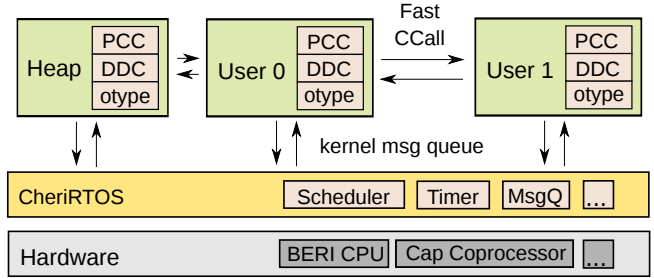 Fast
CCall
Heap
PCC
DDC
otype
User 0
PCC
DDC
otype
User 1
PCC
DDC
otype
kernel msg queue
CheriRTOS
Scheduler
Timer
MsgQ
...
Hardware
BERI CPU
Cap Coprocessor
...